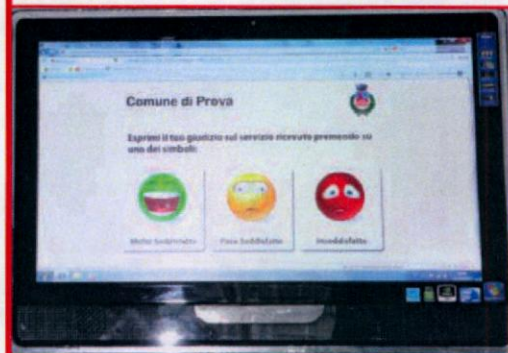 Comune di Prova
Esprimi il tuo giudizio sul servizio ricevuto premendo su
uno dei simboli:
Molto Soddisfatto
Poco Soddisfatto
Insoddisfatto